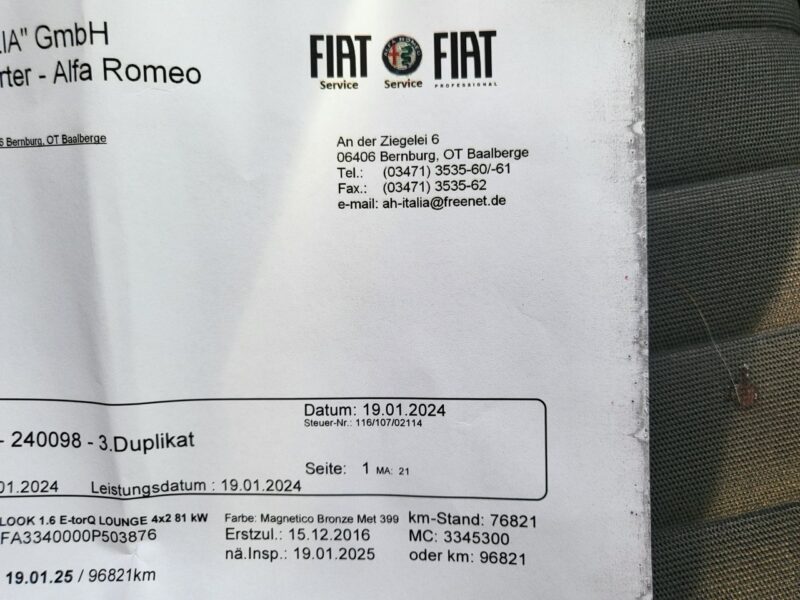 LIA" GmbH
rter - Alfa Romeo
FIAT
Service
ALFA ROMEO
Service
FIAT
PROFESSIONAL
6 Bernburg, OT Baalberge
An der Ziegelei 6
06406 Bernburg, OT Baalberge
Tel.: (03471) 3535-60/-61
Fax.: (03471) 3535-62
e-mail: ah-italia@freenet.de
- 240098 - 3.Duplikat
Datum: 19.01.2024
Steuer-Nr.: 116/107/02114
Seite: 1 MA: 21
01.2024 Leistungsdatum : 19.01.2024
LOOK 1.6 E-torQ LOUNGE 4x2 81 kW Farbe: Magnetico Bronze Met 399 km-Stand: 76821
FA3340000P503876 Erstzul.: 15.12.2016 MC: 3345300
nä.Insp.: 19.01.2025 oder km: 96821
19.01.25 / 96821km